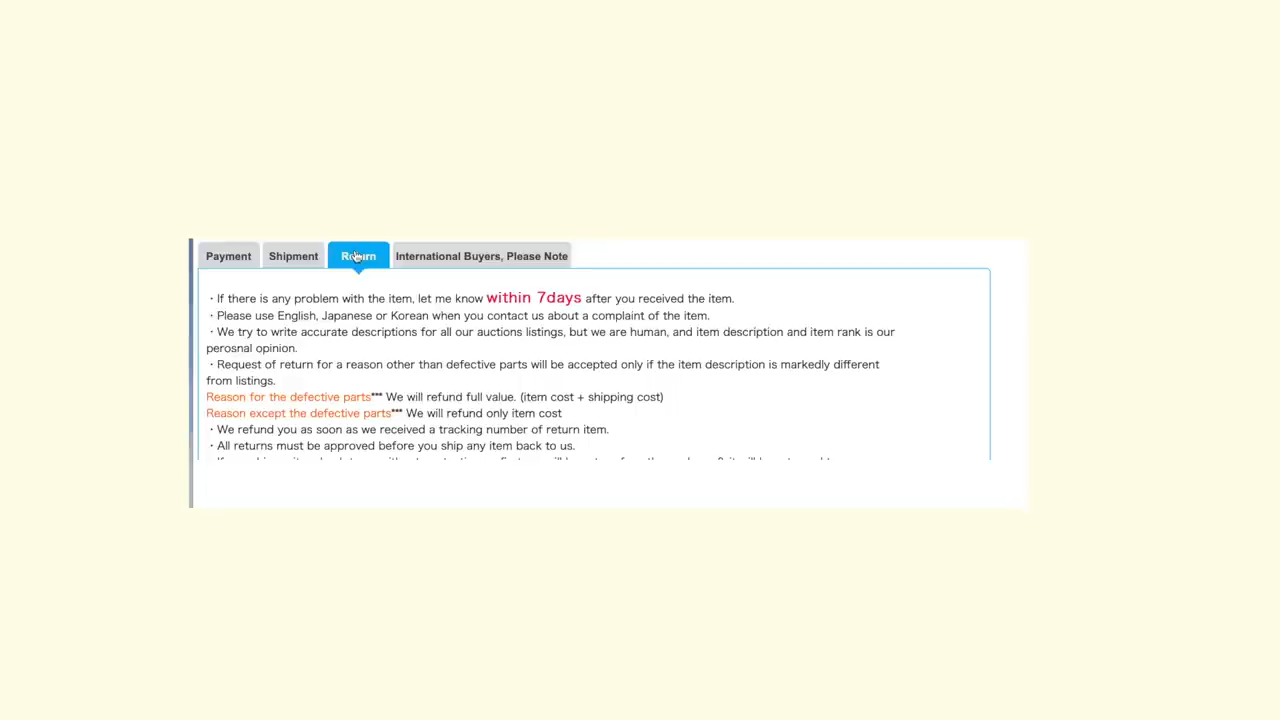 Payment Shipment Return International Buyers, Please Note
・If there is any problem with the item, let me know within 7days after you received the item.
・Please use English, Japanese or Korean when you contact us about a complaint of the item.
・We try to write accurate descriptions for all our auctions listings, but we are human, and item description and item rank is our
perosnal opinion.
・Request of return for a reason other than defective parts will be accepted only if the item description is markedly different
from listings.
Reason for the defective parts*** We will refund full value. (item cost + shipping cost)
Reason except the defective parts*** We will refund only item cost
・We refund you as soon as we received a tracking number of return item.
・All returns must be approved before you ship any item back to us.